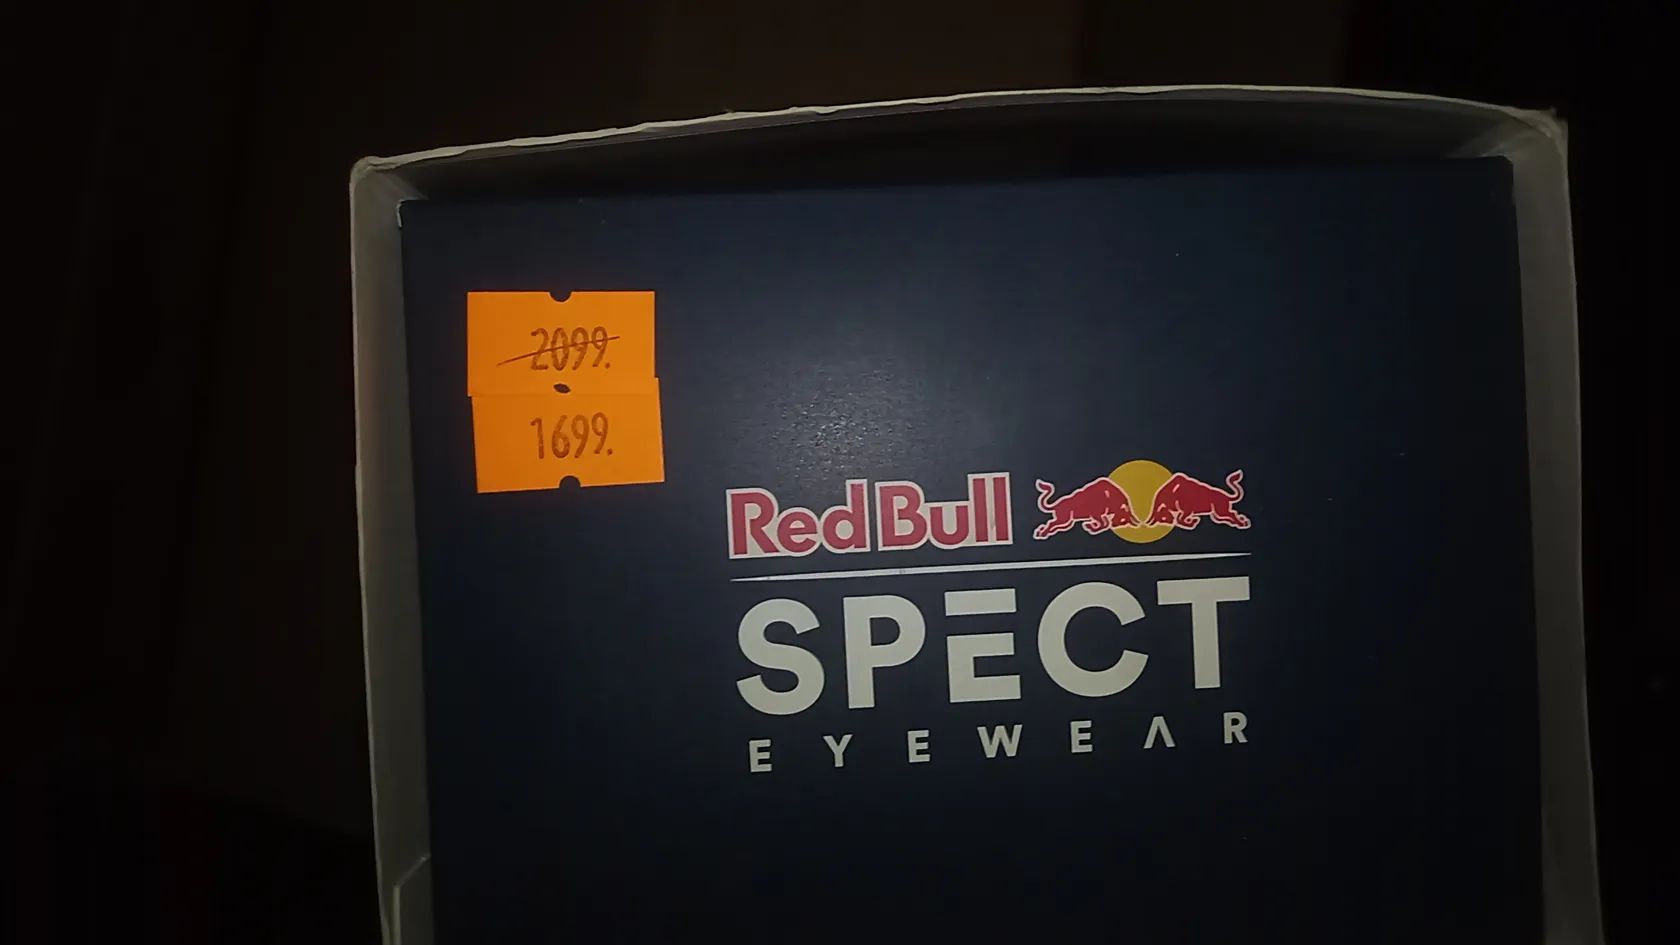 2099.
1699.
Red Bull
SPECT
EYEWEAR